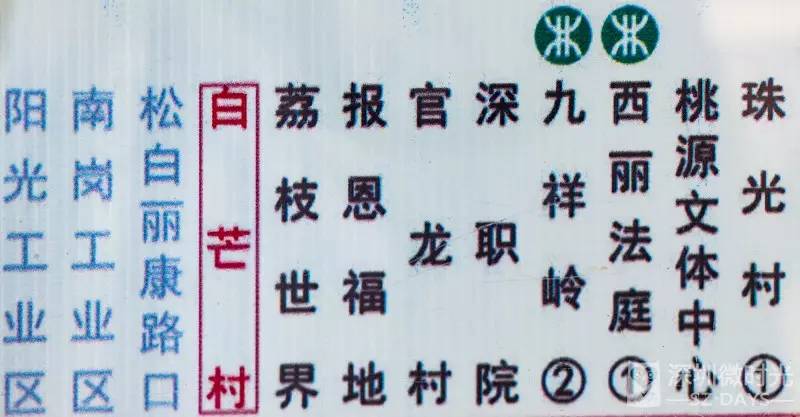 阳光工业区
南岗工业区
松白丽康路口
白芒村
荔枝世界
报恩福地
官龙村
深职院
九祥岭②
西丽法庭①
桃源文体中
珠光村①
深圳微时光
SZ-DAYS